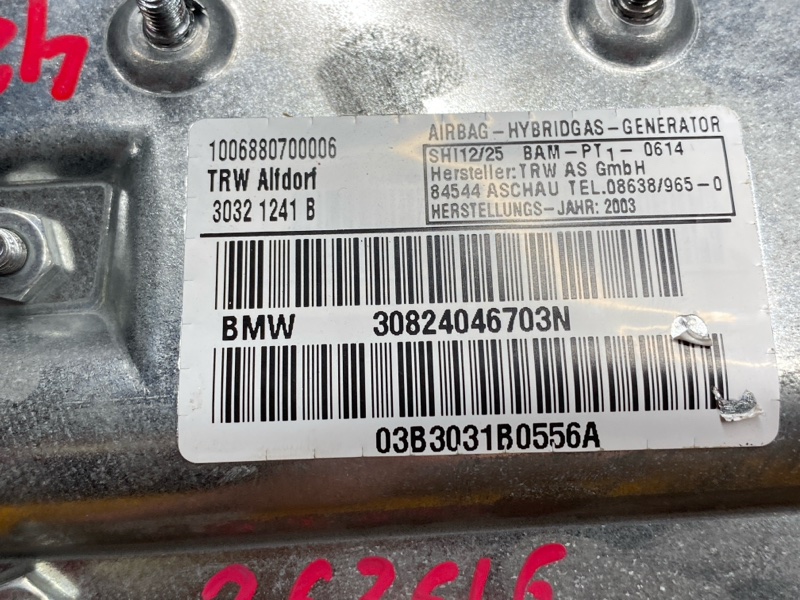 1006880700006
TRW Alfdorf
3032 1241 B
AIRBAG-HYBRIDGAS-GENERATOR
SHI12/25 BAM-PT1-0614
Hersteller:TRW AS GmbH
84544 ASCHAU TEL.08638/965-0
HERSTELLUNGS-JAHR: 2003
BMW 30824046703N
03B3031B0556A